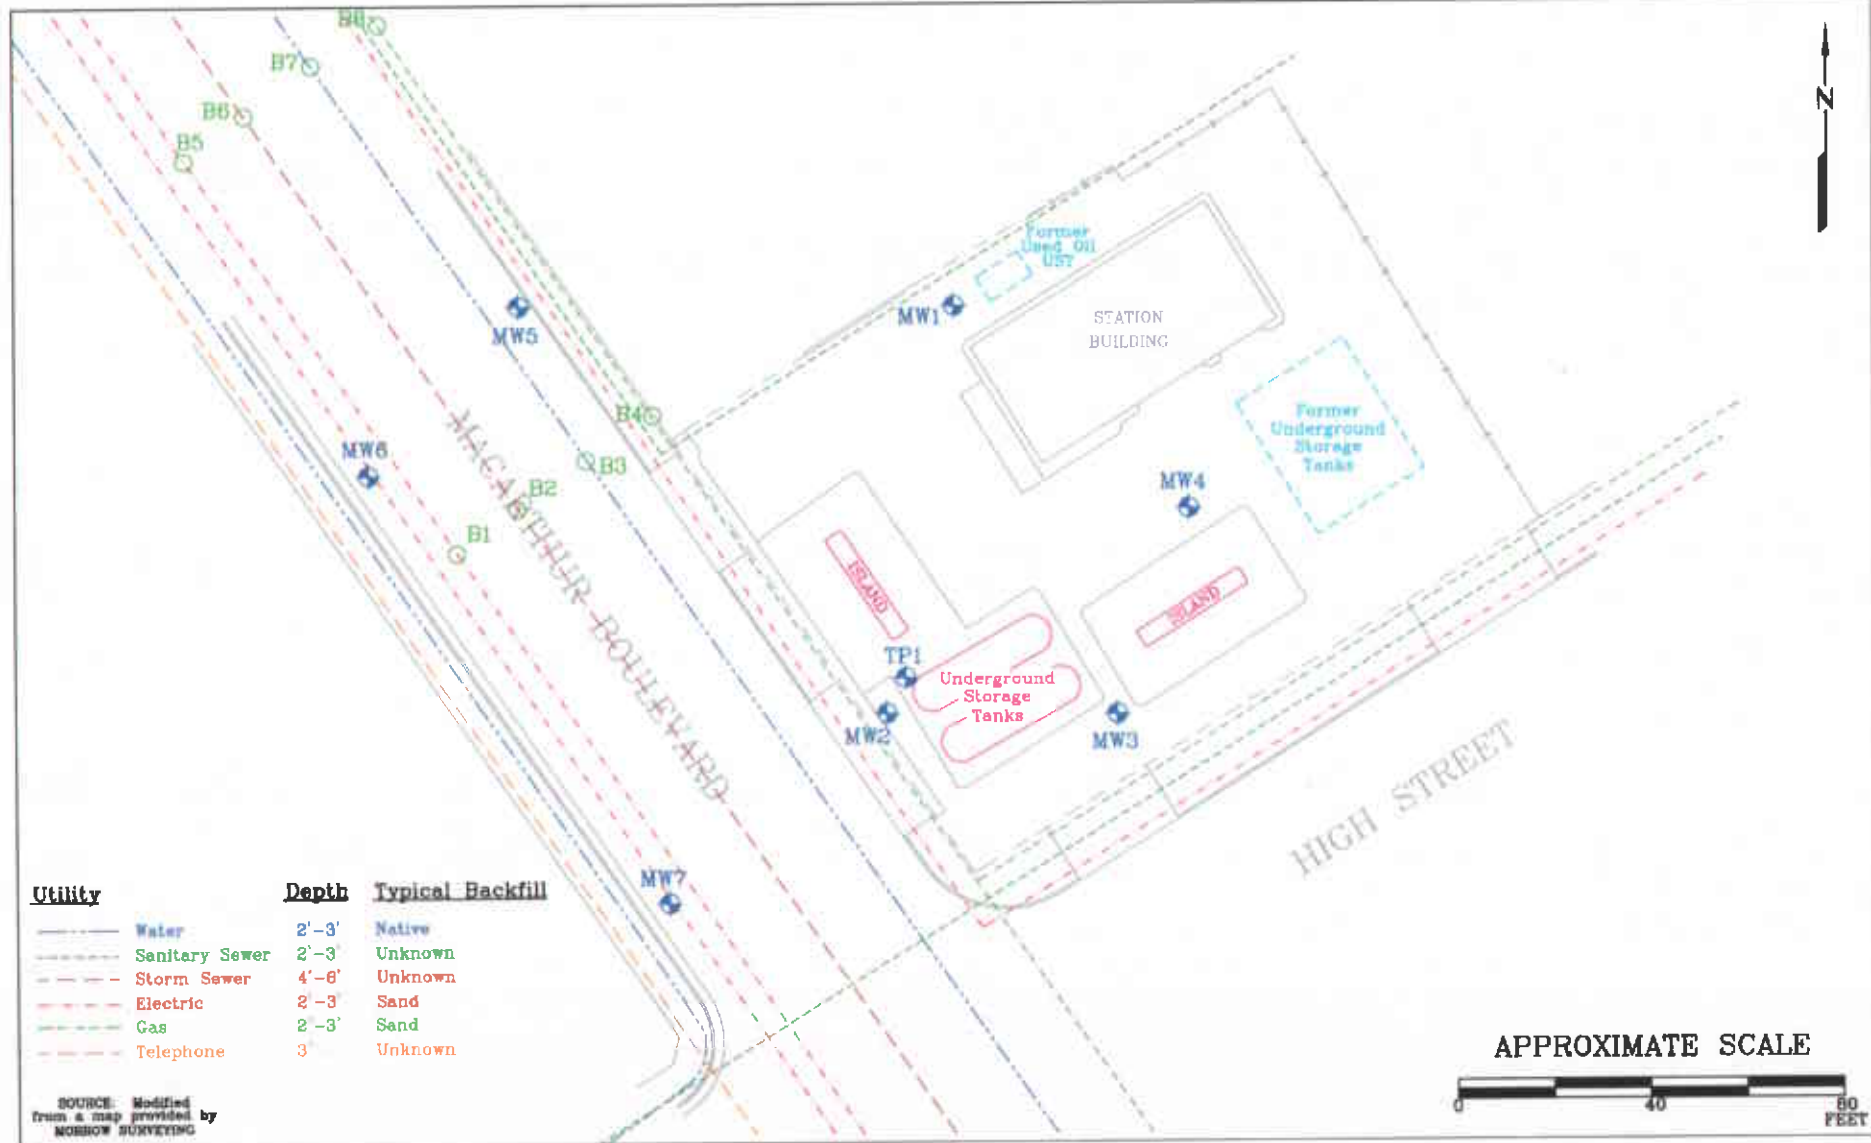 B8
B7
N
B6
B5
Former
Used Oil
UST
MW1
STATION
BUILDING
MW5
B4
Former
Underground
Storage
Tanks
MW6
B3
MACARTHUR BOULEVARD
B2
MW4
B1
ISLAND
ISLAND
TP1
Underground
Storage
Tanks
MW2
MW3
HIGH STREET
MW7
Utility Depth Typical Backfill
Water 2'-3' Native
Sanitary Sewer 2'-3' Unknown
Storm Sewer 4'-6' Unknown
Electric 2'-3' Sand
Gas 2'-3' Sand
Telephone 3' Unknown
APPROXIMATE SCALE
0 40 80
FEET
SOURCE: Modified
from a map provided by
MORROW SURVEYING